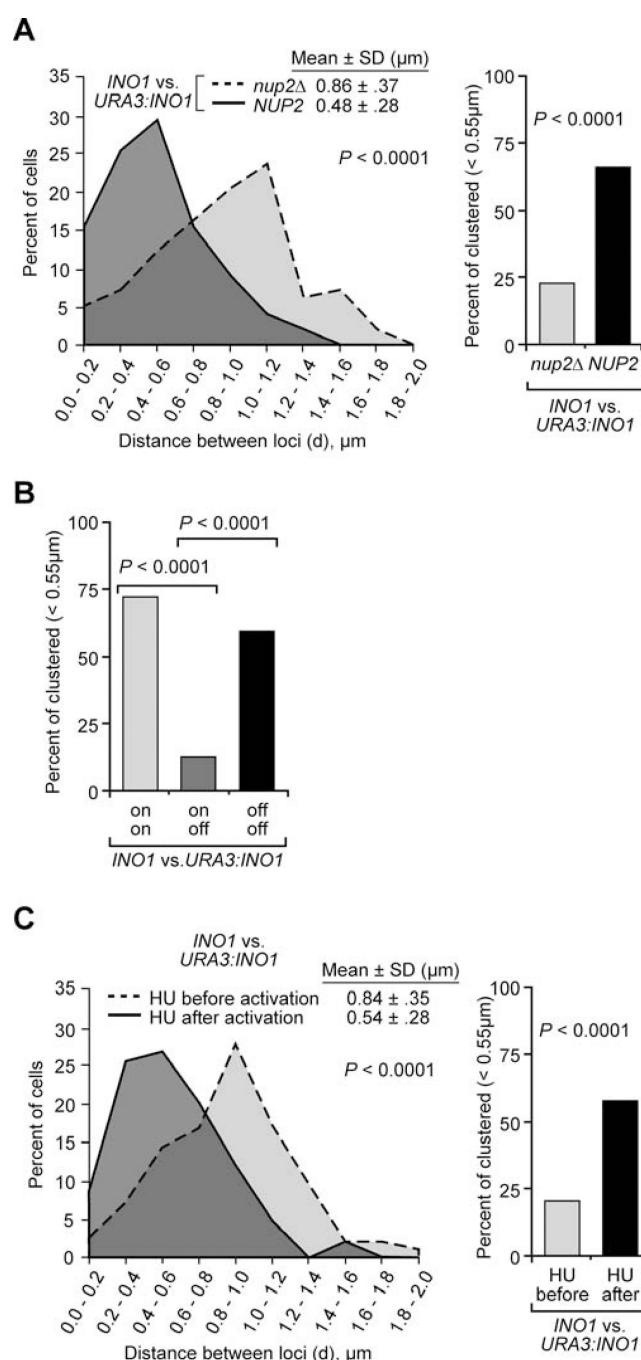 A
Mean ± SD (µm)
INO1 vs.
URA3:INO1
nup2Δ 0.86 ± .37
NUP2 0.48 ± .28
P < 0.0001
Percent of cells
35
30
25
20
15
10
5
0
0.0 - 0.2
0.2 - 0.4
0.4 - 0.6
0.6 - 0.8
0.8 - 1.0
1.0 - 1.2
1.2 - 1.4
1.4 - 1.6
1.6 - 1.8
1.8 - 2.0
Distance between loci (d), µm
Percent of clustered (< 0.55µm)
100
75
50
25
0
P < 0.0001
nup2Δ NUP2
INO1 vs.
URA3:INO1
B
Percent of clustered (< 0.55µm)
100
75
50
25
0
P < 0.0001
P < 0.0001
on on off
on off off
INO1 vs.URA3:INO1
C
INO1 vs.
URA3:INO1
Mean ± SD (µm)
HU before activation 0.84 ± .35
HU after activation 0.54 ± .28
P < 0.0001
Percent of cells
35
30
25
20
15
10
5
0
0.0 - 0.2
0.2 - 0.4
0.4 - 0.6
0.6 - 0.8
0.8 - 1.0
1.0 - 1.2
1.2 - 1.4
1.4 - 1.6
1.6 - 1.8
1.8 - 2.0
Distance between loci (d), µm
Percent of clustered (< 0.55µm)
100
75
50
25
0
P < 0.0001
HU HU
before after
INO1 vs.
URA3:INO1